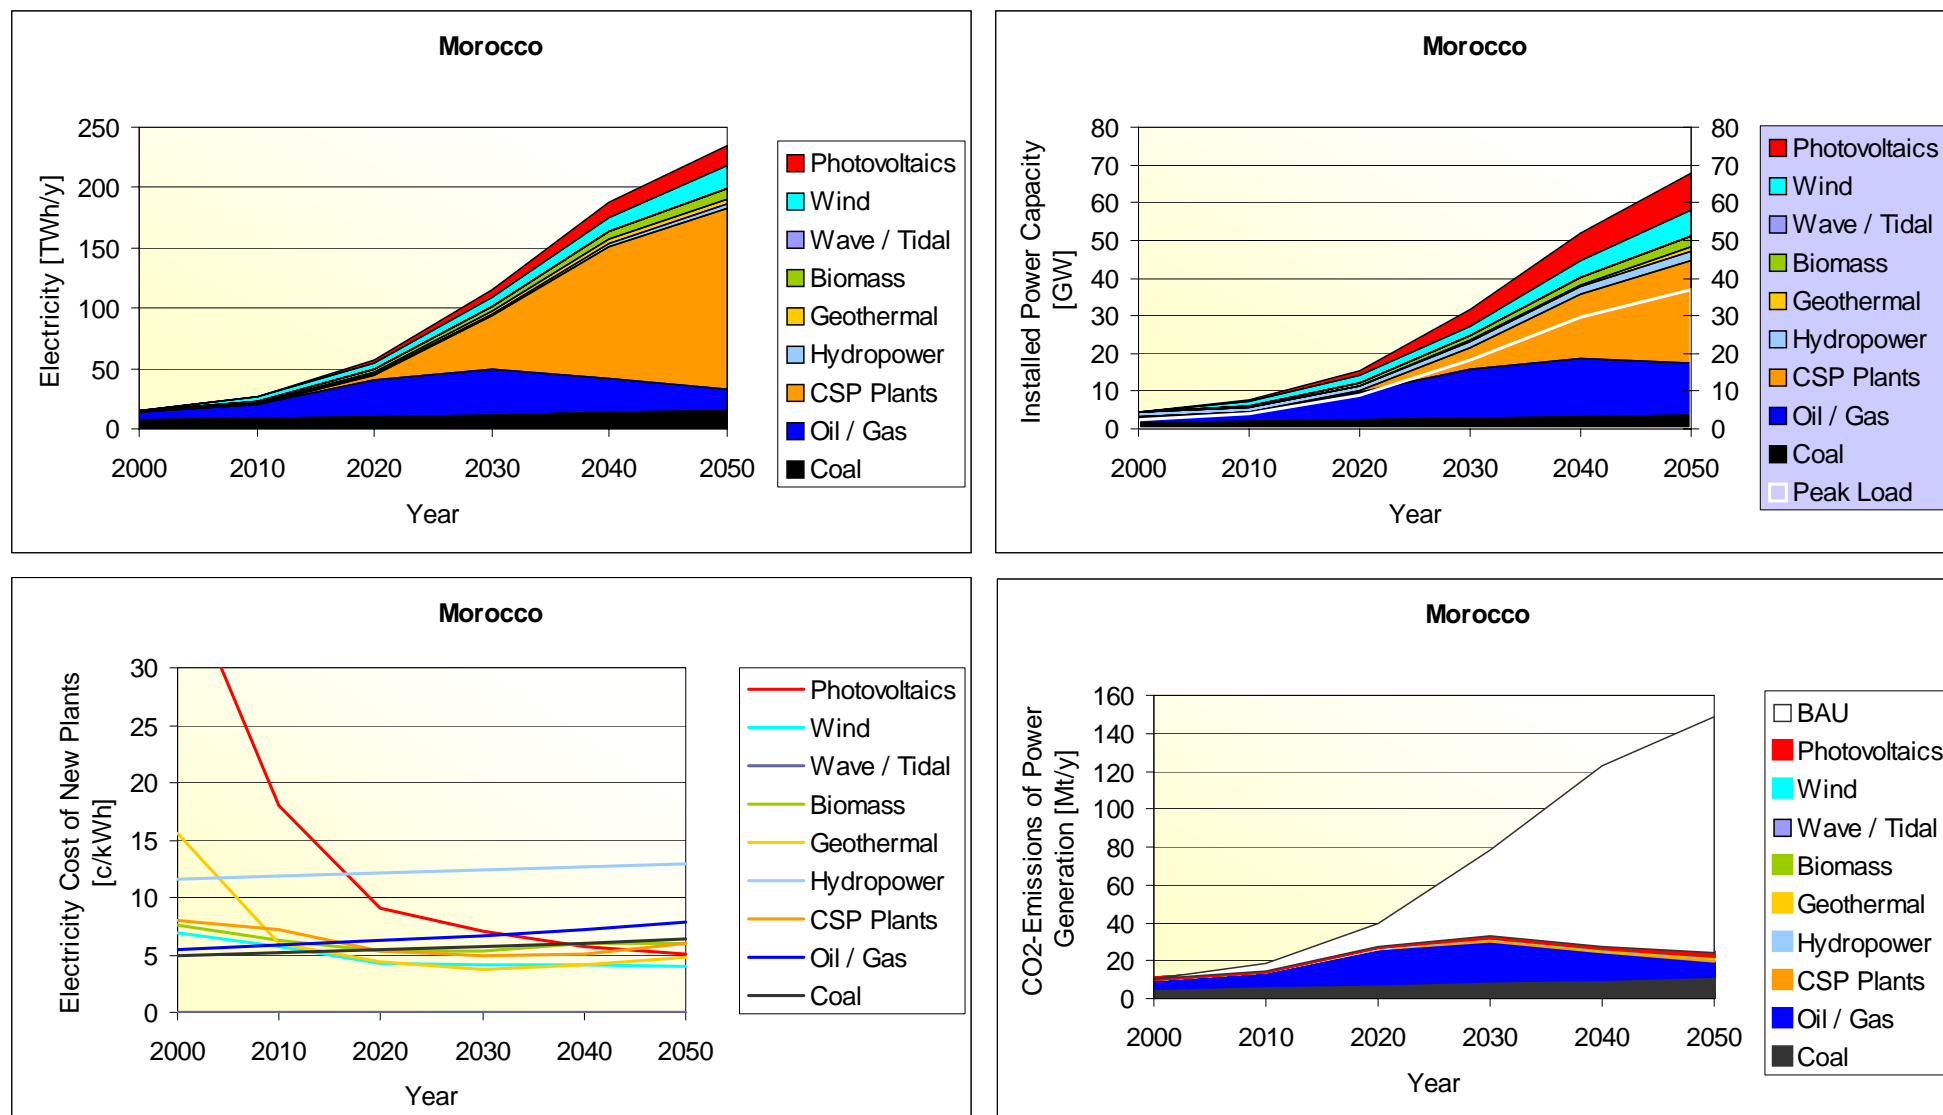 Morocco
Electricity [TWh/y]
250
200
150
100
50
0
2000 2010 2020 2030 2040 2050
Year
Photovoltaics
Wind
Wave / Tidal
Biomass
Geothermal
Hydropower
CSP Plants
Oil / Gas
Coal
Morocco
Installed Power Capacity
[GW]
80 80
70 70
60 60
50 50
40 40
30 30
20 20
10 10
0 0
2000 2010 2020 2030 2040 2050
Year
Photovoltaics
Wind
Wave / Tidal
Biomass
Geothermal
Hydropower
CSP Plants
Oil / Gas
Coal
Peak Load
Morocco
Electricity Cost of New Plants
[c/kWh]
30
25
20
15
10
5
0
2000 2010 2020 2030 2040 2050
Year
Photovoltaics
Wind
Wave / Tidal
Biomass
Geothermal
Hydropower
CSP Plants
Oil / Gas
Coal
Morocco
CO2-Emissions of Power
Generation [Mt/y]
160
140
120
100
80
60
40
20
0
2000 2010 2020 2030 2040 2050
Year
BAU
Photovoltaics
Wind
Wave / Tidal
Biomass
Geothermal
Hydropower
CSP Plants
Oil / Gas
Coal